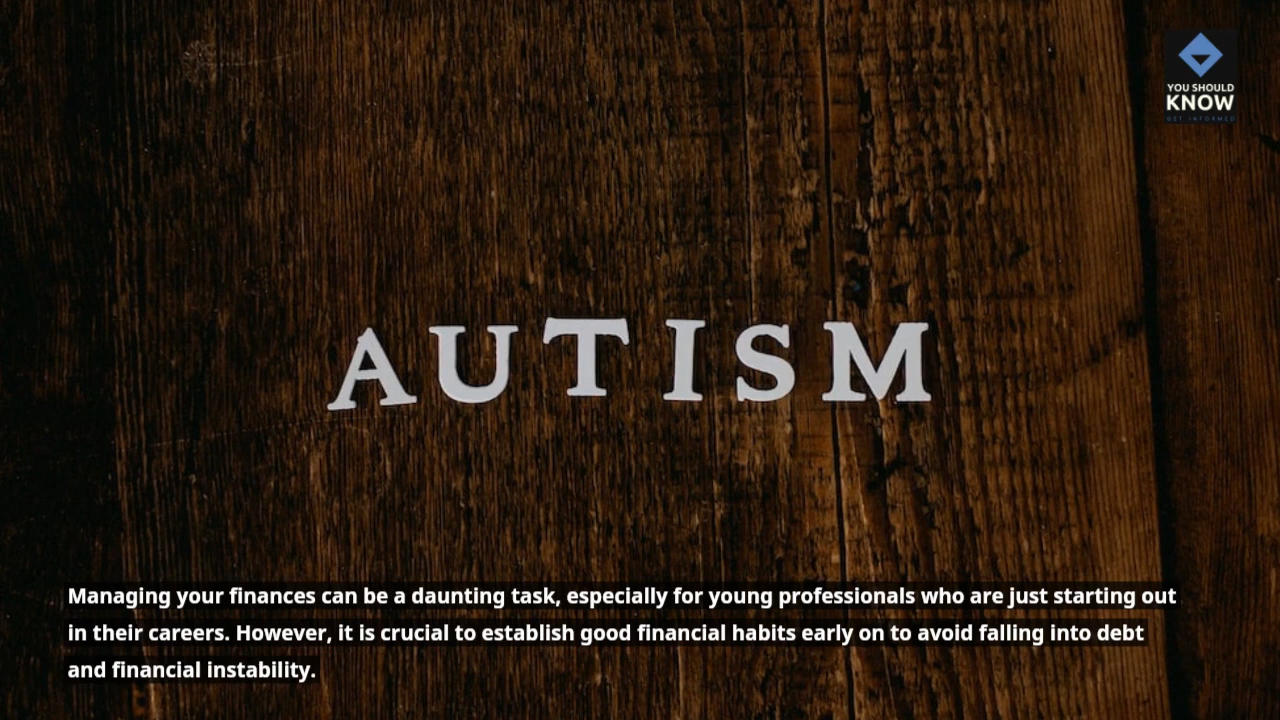 YOU SHOULD
KNOW
GET INFORMED
AUTISM
Managing your finances can be a daunting task, especially for young professionals who are just starting out
in their careers. However, it is crucial to establish good financial habits early on to avoid falling into debt
and financial instability.